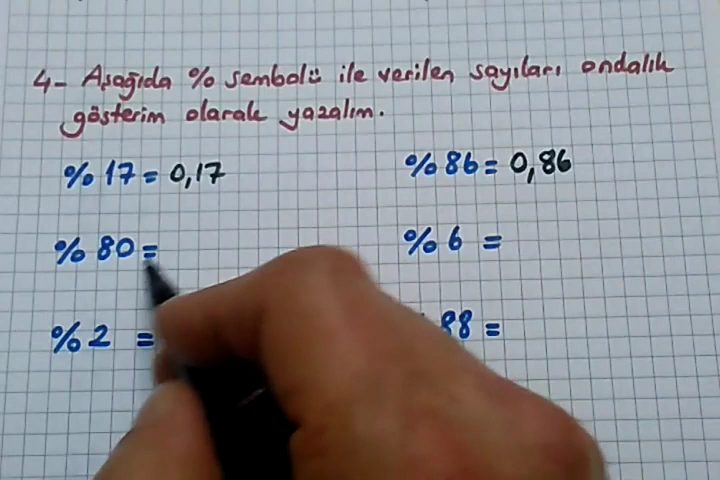 4- Aşağıda % sembolü ile verilen sayıları ondalık
gösterim olarak yazalım.
%17 = 0,17 %86 = 0,86
%80 = %6 =
%2 = 88 =